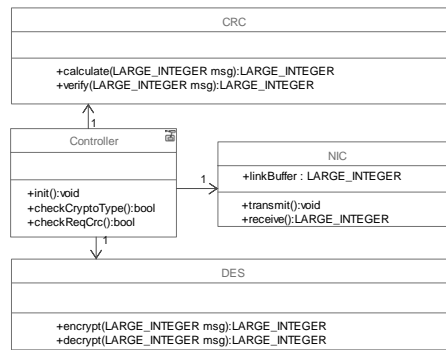 CRC
+calculate(LARGE_INTEGER msg):LARGE_INTEGER
+verify(LARGE_INTEGER msg):LARGE_INTEGER
1
Controller
+init():void
+checkCryptoType():bool
+checkReqCrc():bool
1
NIC
+linkBuffer : LARGE_INTEGER
+transmit():void
+receive():LARGE_INTEGER
1
DES
+encrypt(LARGE_INTEGER msg):LARGE_INTEGER
+decrypt(LARGE_INTEGER msg):LARGE_INTEGER